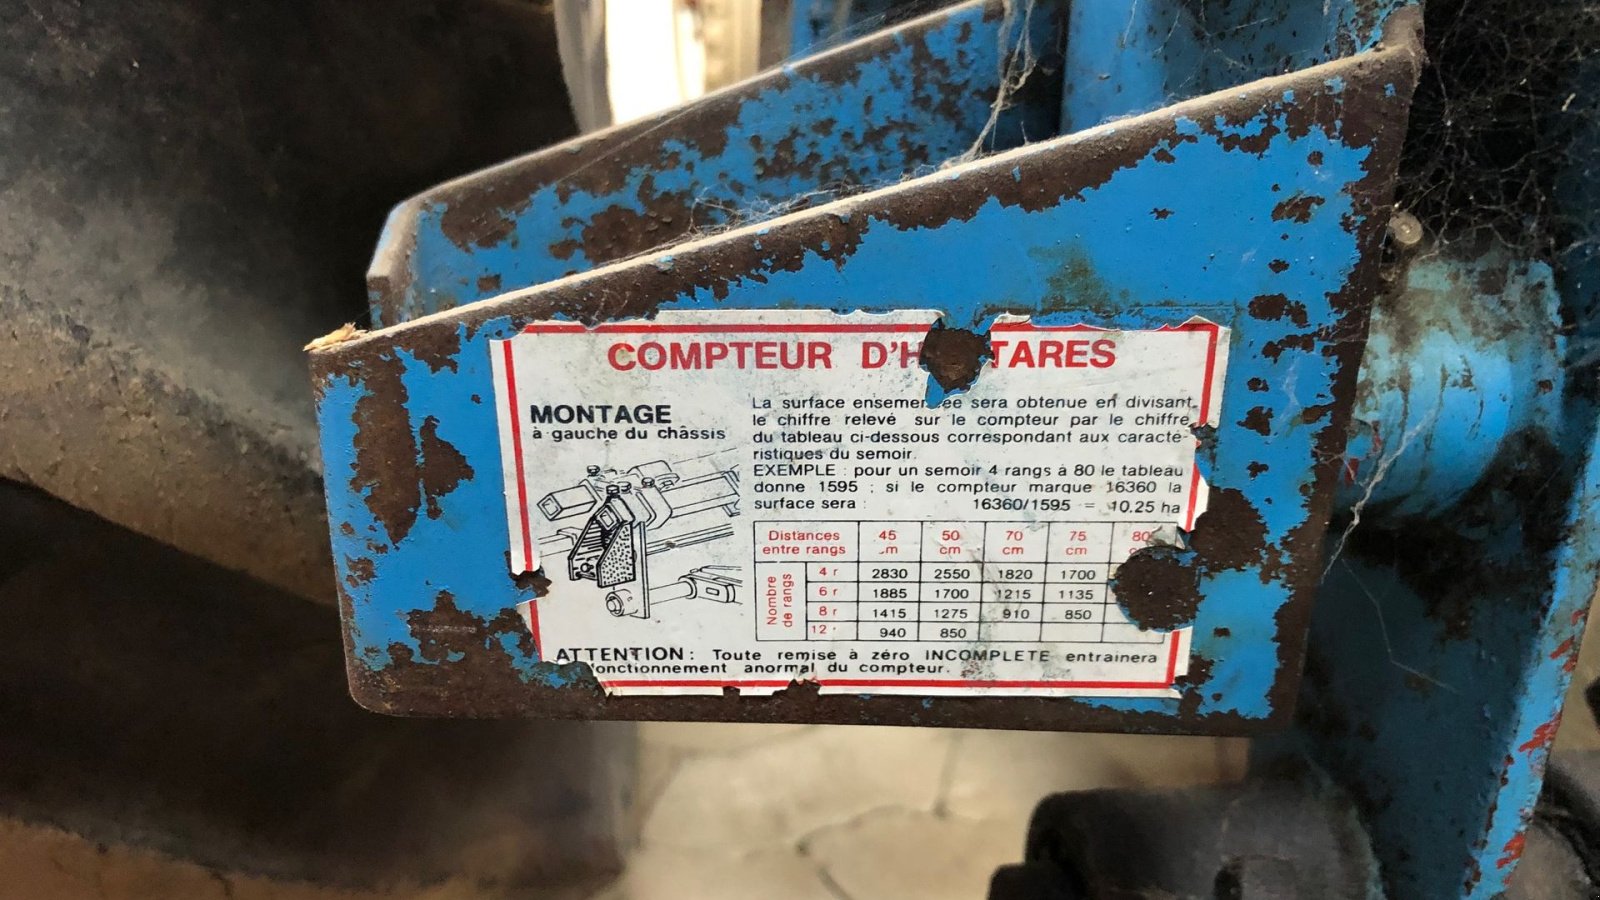 COMPTEUR D'H TARES
MONTAGE
à gauche du châssis
La surface ensemen ée sera obtenue en divisant
le chiffre relevé sur le compteur par le chiffre
du tableau ci-dessous correspondant aux caracté-
ristiques du semoir.
EXEMPLE : pour un semoir 4 rangs à 80 le tableau
donne 1595 ; si le compteur marque 16360 la
surface sera : 16360/1595 = 10.25 ha
Distances entre rangs 45 cm 50 cm 70 cm 75 cm 80
Nombre de rangs
4 r 2830 2550 1820 1700
6 r 1885 1700 1215 1135
8 r 1415 1275 910 850
12 940 850
ATTENTION : Toute remise à zéro INCOMPLETE entrainera
fonctionnement anormal du compteur.